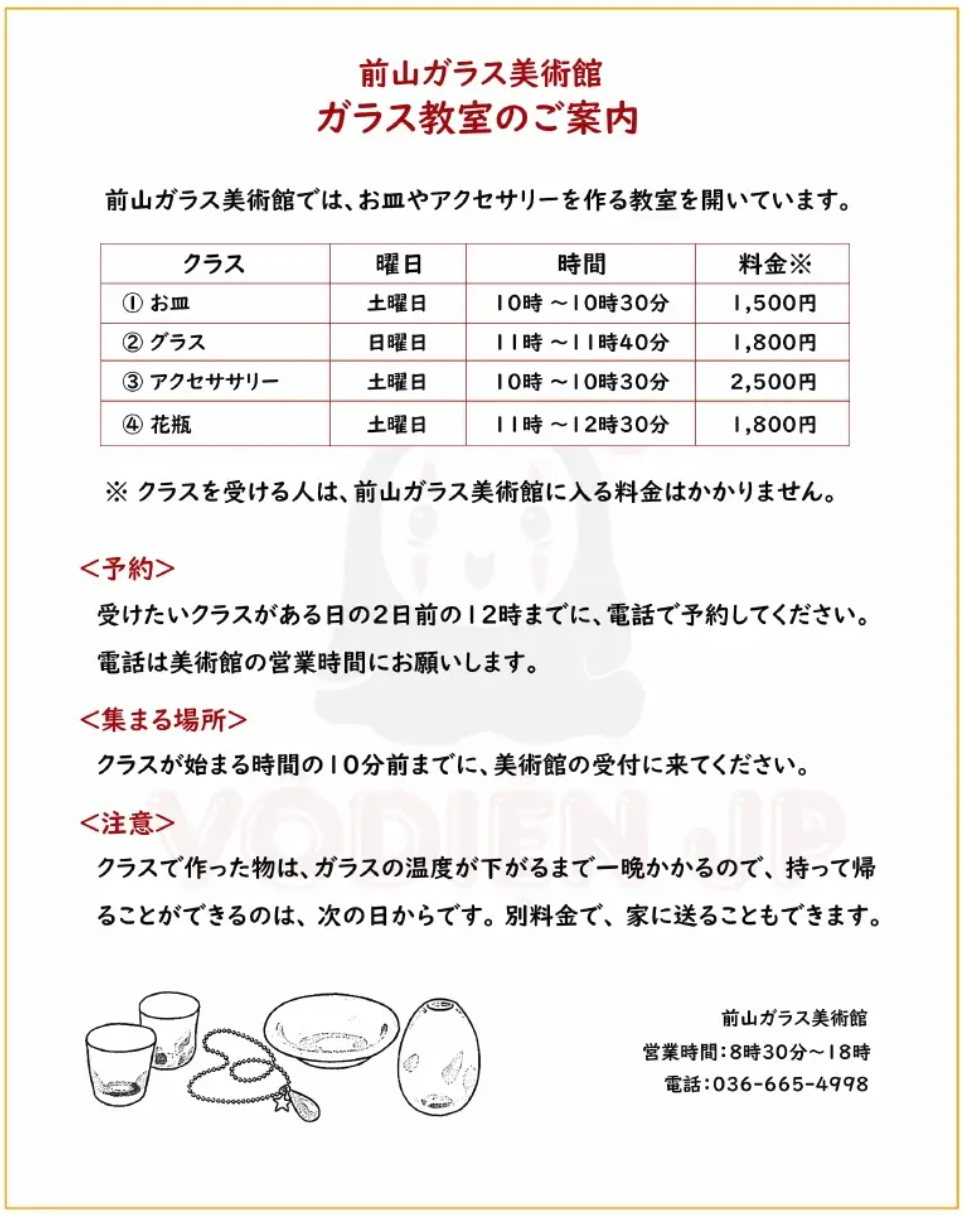 前山ガラス美術館
ガラス教室のご案内
前山ガラス美術館では、お皿やアクセサリーを作る教室を開いています。
クラス 曜日 時間 料金※
① お皿 土曜日 10時 ～10時30分 1,500円
② グラス 日曜日 11時 ～11時40分 1,800円
③ アクセササリー 土曜日 10時 ～10時30分 2,500円
④ 花瓶 土曜日 11時 ～12時30分 1,800円
※ クラスを受ける人は、前山ガラス美術館に入る料金はかかりません。
＜予約＞
受けたいクラスがある日の2日前の12時までに、電話で予約してください。
電話は美術館の営業時間にお願いします。
＜集まる場所＞
クラスが始まる時間の10分前までに、美術館の受付に来てください。
＜注意＞
YODIEN JP
クラスで作った物は、ガラスの温度が下がるまで一晩かかるので、持って帰
ることができるのは、次の日からです。別料金で、家に送ることもできます。
前山ガラス美術館
営業時間：8時30分～18時
電話：036-665-4998